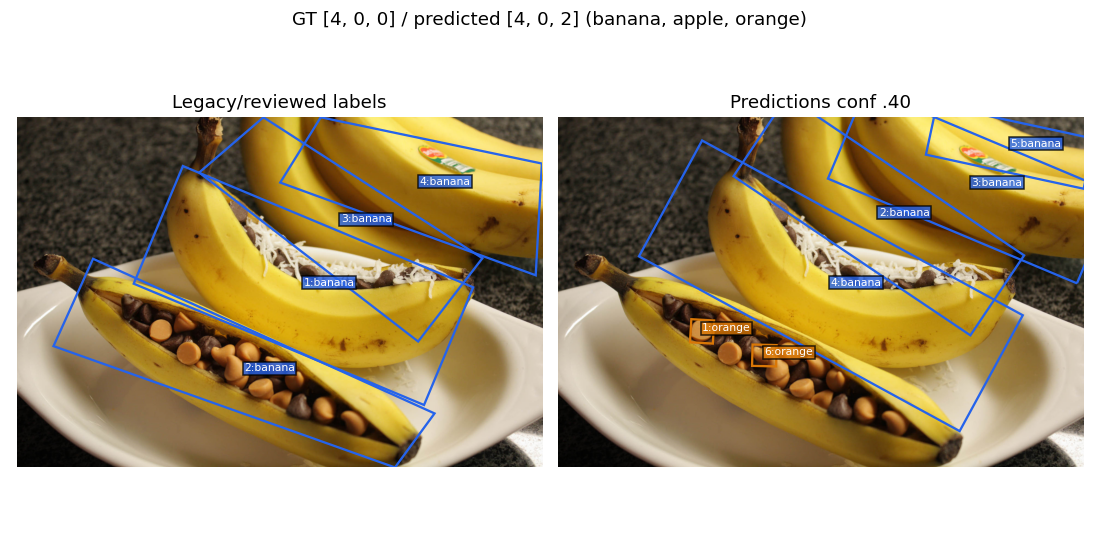 GT [4, 0, 0] / predicted [4, 0, 2] (banana, apple, orange)
Legacy/reviewed labels
Predictions conf .40
4:banana
3:banana
1:banana
2:banana
5:banana
3:banana
2:banana
4:banana
1:orange
6:orange